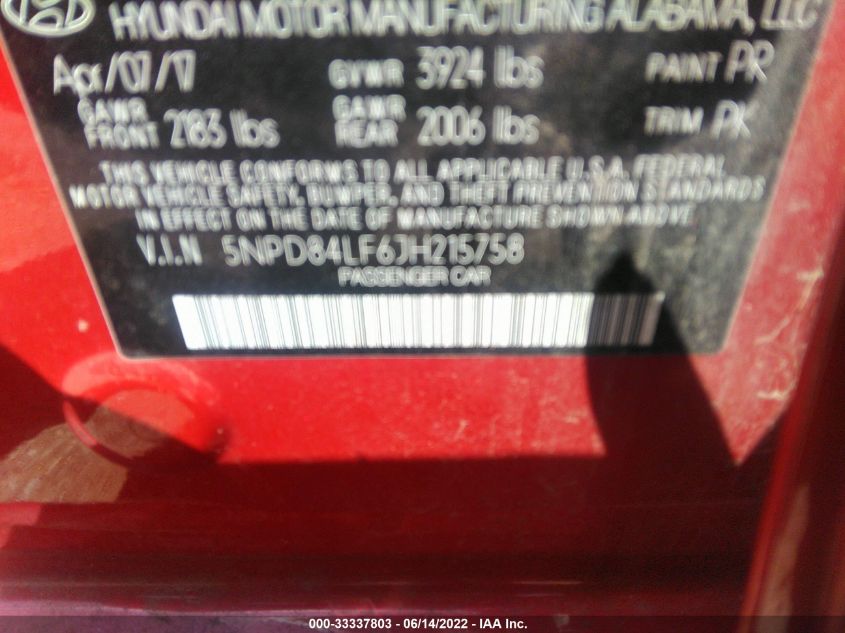 HYUNDAI MOTOR MANUFACTURING ALABAMA, LLC
Apr/07/17 GVWR 3924 lbs PAINT PR
GAWR FRONT 2183 lbs GAWR REAR 2006 lbs TRIM PK
THIS VEHICLE CONFORMS TO ALL APPLICABLE U.S.A. FEDERAL
MOTOR VEHICLE SAFETY, BUMPER, AND THEFT PREVENTION STANDARDS
IN EFFECT ON THE DATE OF MANUFACTURE SHOWN ABOVE
V.I.N 5NPD84LF6JH215758
PASSENGER CAR
000-33337803 - 06/14/2022 - IAA Inc.